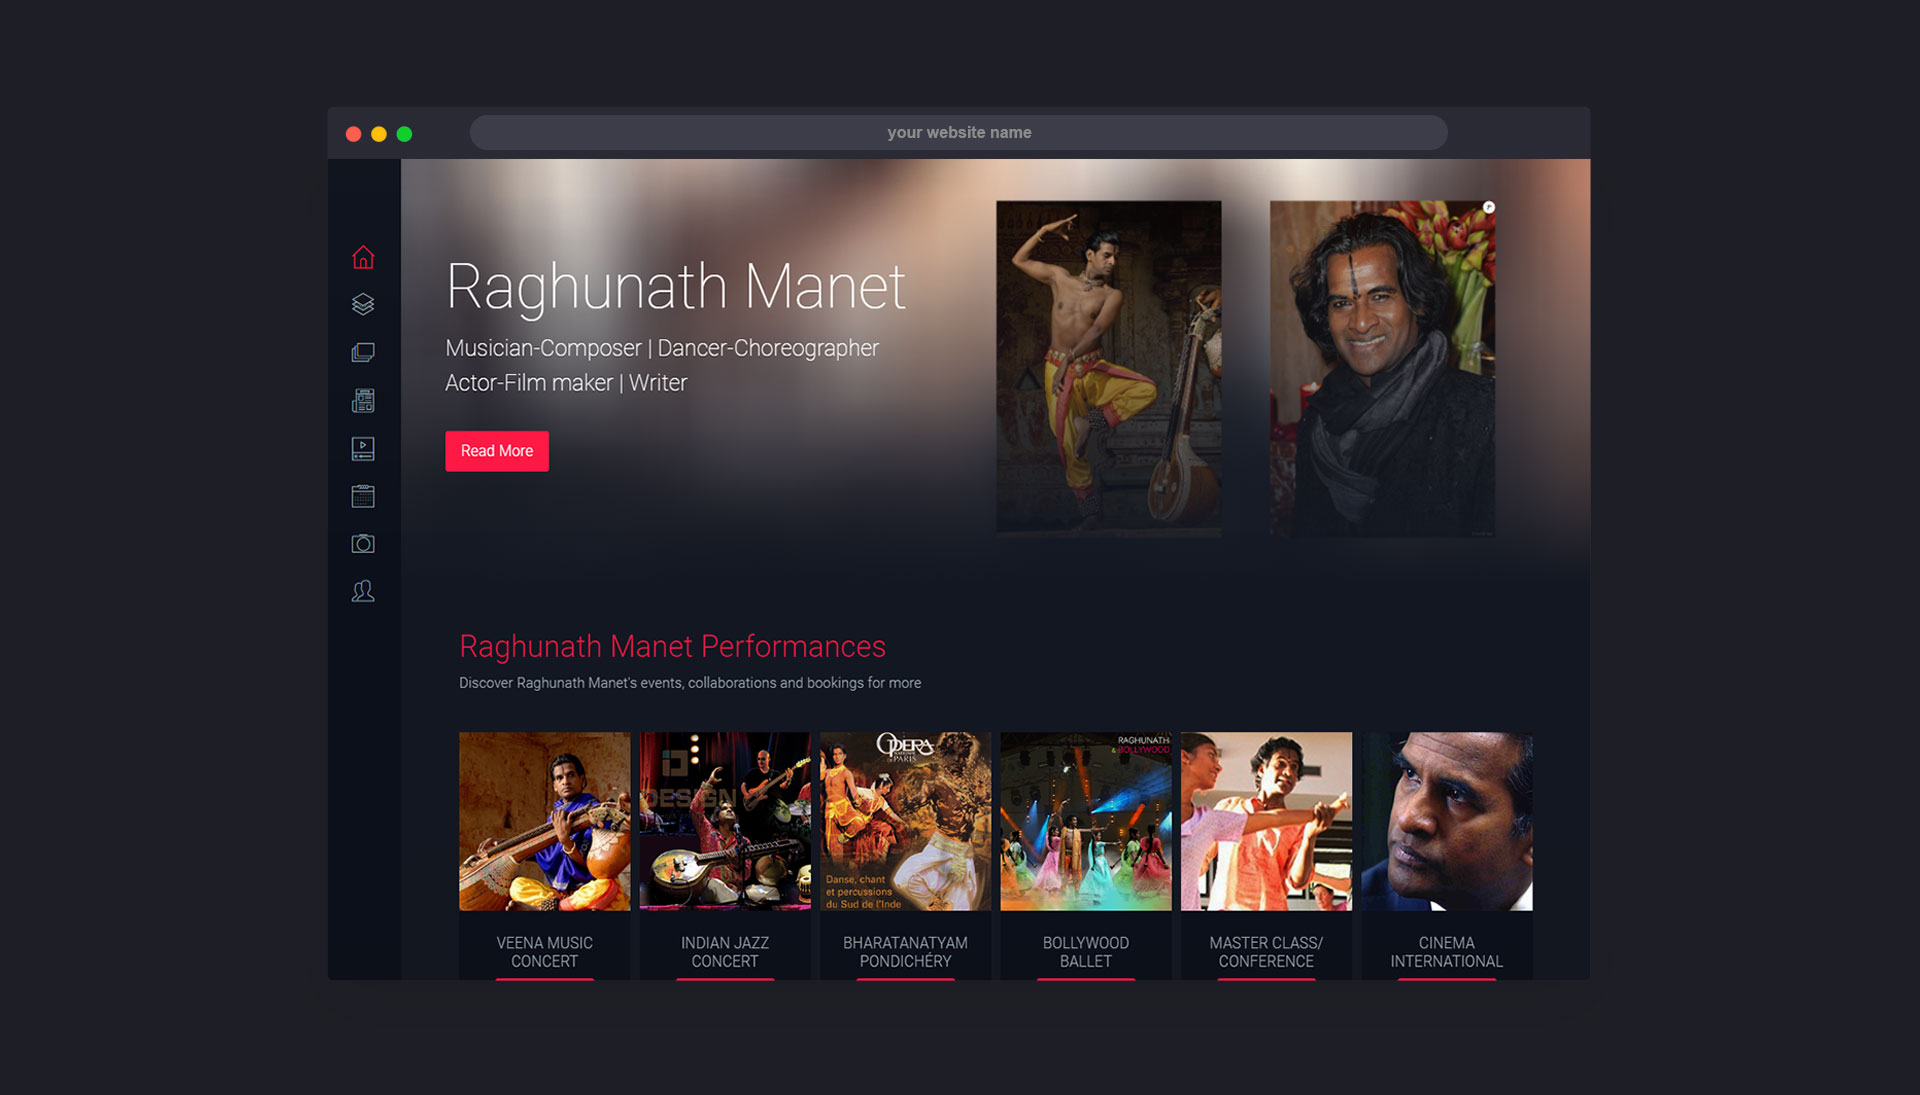 your website name
Raghunath Manet
Musician-Composer | Dancer-Choreographer
Actor-Film maker | Writer
Read More
Raghunath Manet Performances
Discover Raghunath Manet's events, collaborations and bookings for more
DESIGN
OPERA
PARIS
Danse, chant
et percussions
du Sud de l'Inde
RAGHUNATH
& BOLLYWOOD
VEENA MUSIC
CONCERT
INDIAN JAZZ
CONCERT
BHARATANATYAM
PONDICHÉRY
BOLLYWOOD
BALLET
MASTER CLASS/
CONFERENCE
CINEMA
INTERNATIONAL